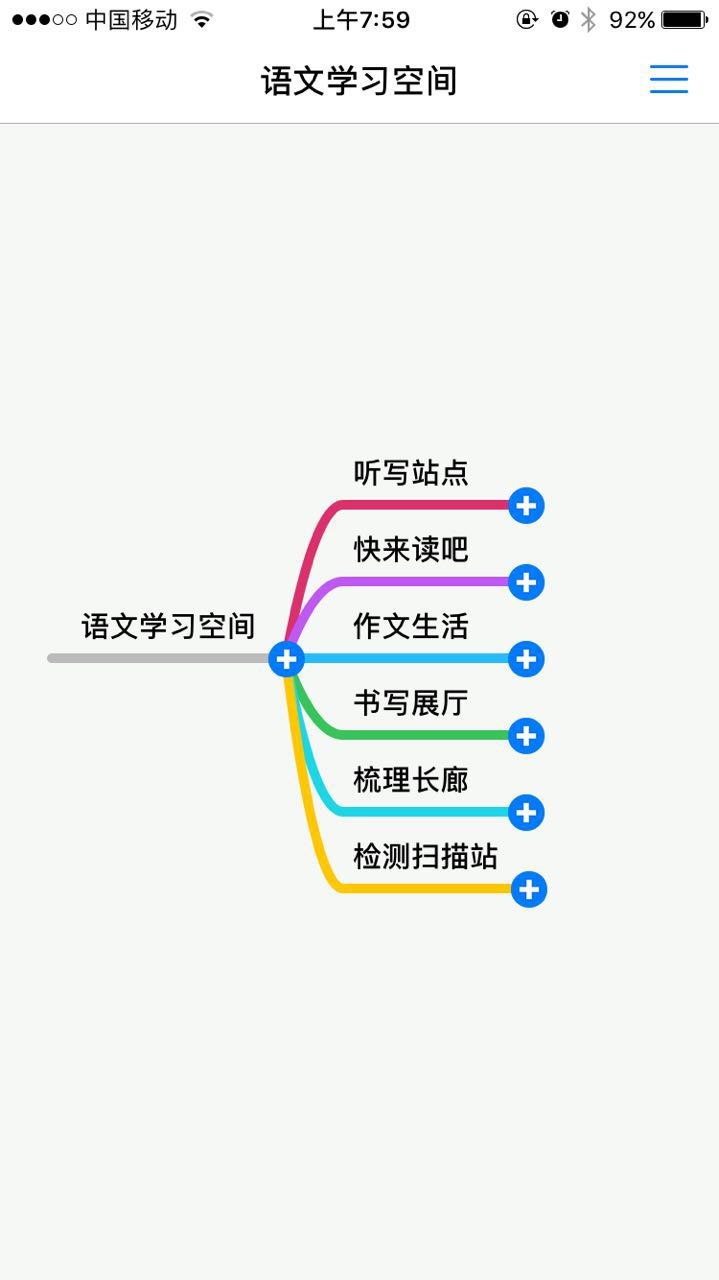 中国移动 上午7:59 92%
语文学习空间
听写站点
快来读吧
语文学习空间
作文生活
书写展厅
梳理长廊
检测扫描站